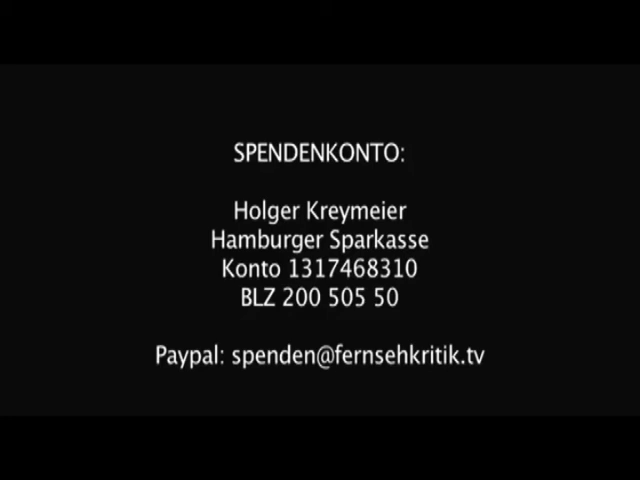 SPENDENKONTO:
Holger Kreymeier
Hamburger Sparkasse
Konto 1317468310
BLZ 200 505 50
Paypal: spenden@fernsehkritik.tv